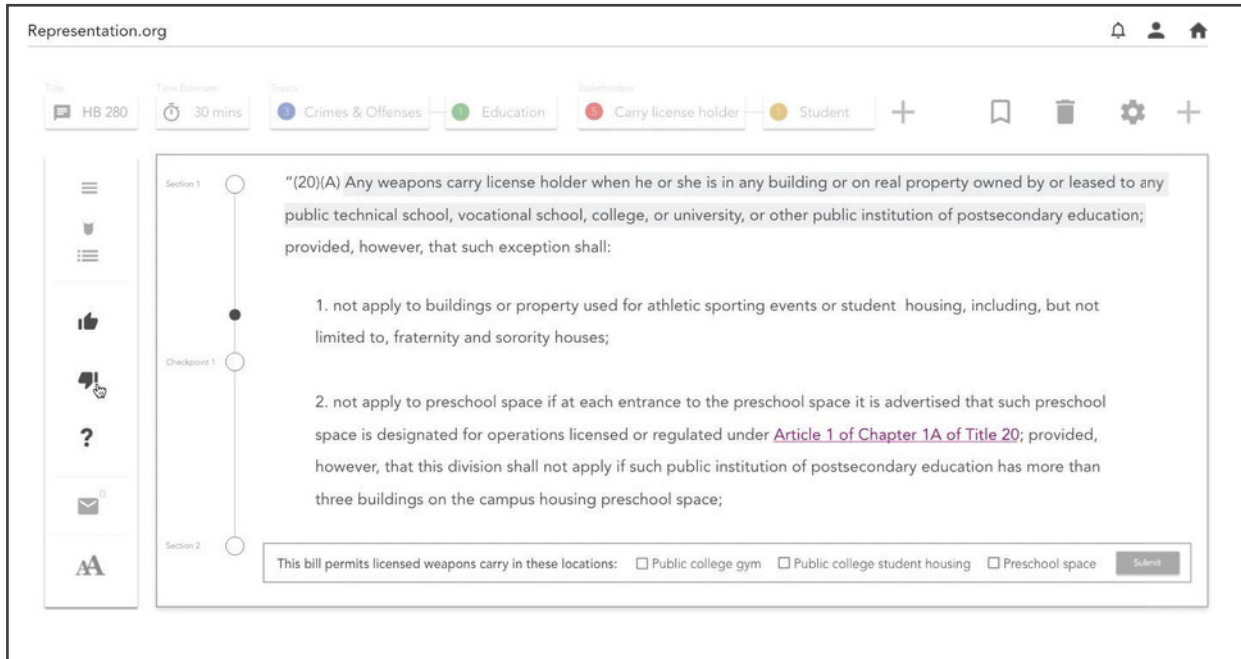 Representation.org
Title
Time Estimate
Topics
Stakeholders
HB 280
30 mins
3 Crimes & Offenses
1 Education
5 Carry license holder
1 Student
Section 1
“(20)(A) Any weapons carry license holder when he or she is in any building or on real property owned by or leased to any
public technical school, vocational school, college, or university, or other public institution of postsecondary education;
provided, however, that such exception shall:
1. not apply to buildings or property used for athletic sporting events or student housing, including, but not
limited to, fraternity and sorority houses;
Checkpoint 1
2. not apply to preschool space if at each entrance to the preschool space it is advertised that such preschool
space is designated for operations licensed or regulated under Article 1 of Chapter 1A of Title 20; provided,
however, that this division shall not apply if such public institution of postsecondary education has more than
three buildings on the campus housing preschool space;
?
0
AA
Section 2
This bill permits licensed weapons carry in these locations: Public college gym Public college student housing Preschool space Submit